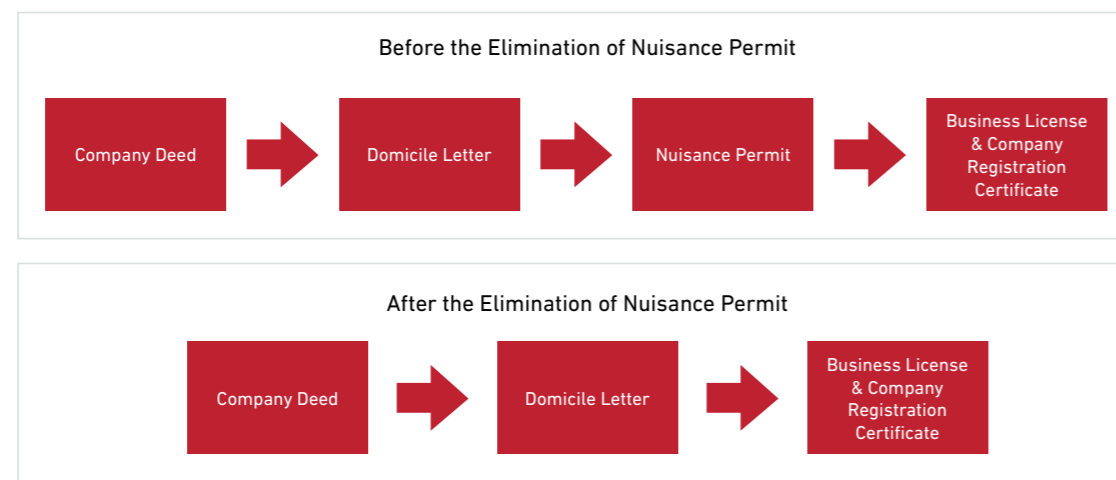 Before the Elimination of Nuisance Permit
Company Deed
Domicile Letter
Nuisance Permit
Business License
& Company
Registration
Certificate
After the Elimination of Nuisance Permit
Company Deed
Domicile Letter
Business License
& Company
Registration
Certificate